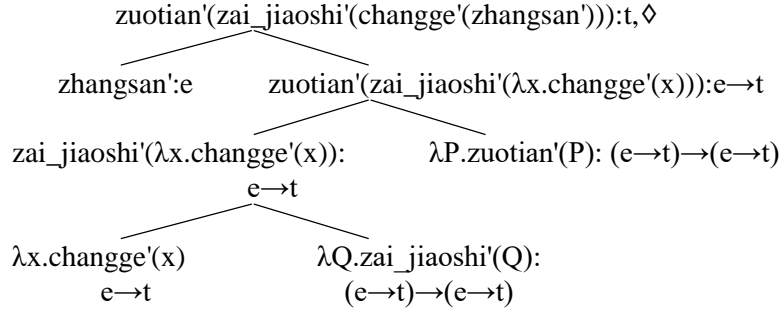 zuotian'(zai_jiaoshi'(changge'(zhangsan'))):t,◊
zhangsan':e zuotian'(zai_jiaoshi'(λx.changge'(x))):e→t
zai_jiaoshi'(λx.changge'(x)): λP.zuotian'(P): (e→t)→(e→t)
e→t
λx.changge'(x) λQ.zai_jiaoshi'(Q):
e→t (e→t)→(e→t)